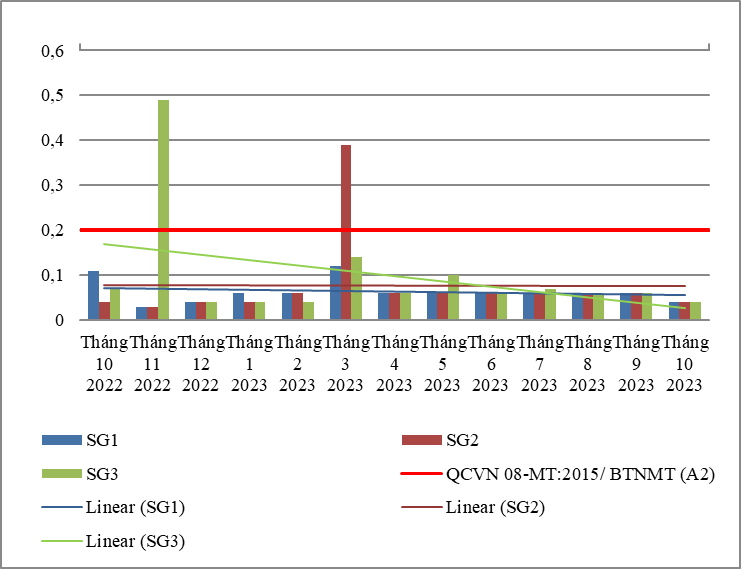 0,6
0,5
0,4
0,3
0,2
0,1
0
Tháng Tháng Tháng Tháng Tháng Tháng Tháng Tháng Tháng Tháng Tháng Tháng Tháng
10 11 12 1 2 3 4 5 6 7 8 9 10
2022 2022 2022 2023 2023 2023 2023 2023 2023 2023 2023 2023 2023
SG1 SG2
SG3 QCVN 08-MT:2015/ BTNMT (A2)
Linear (SG1) Linear (SG2)
Linear (SG3)